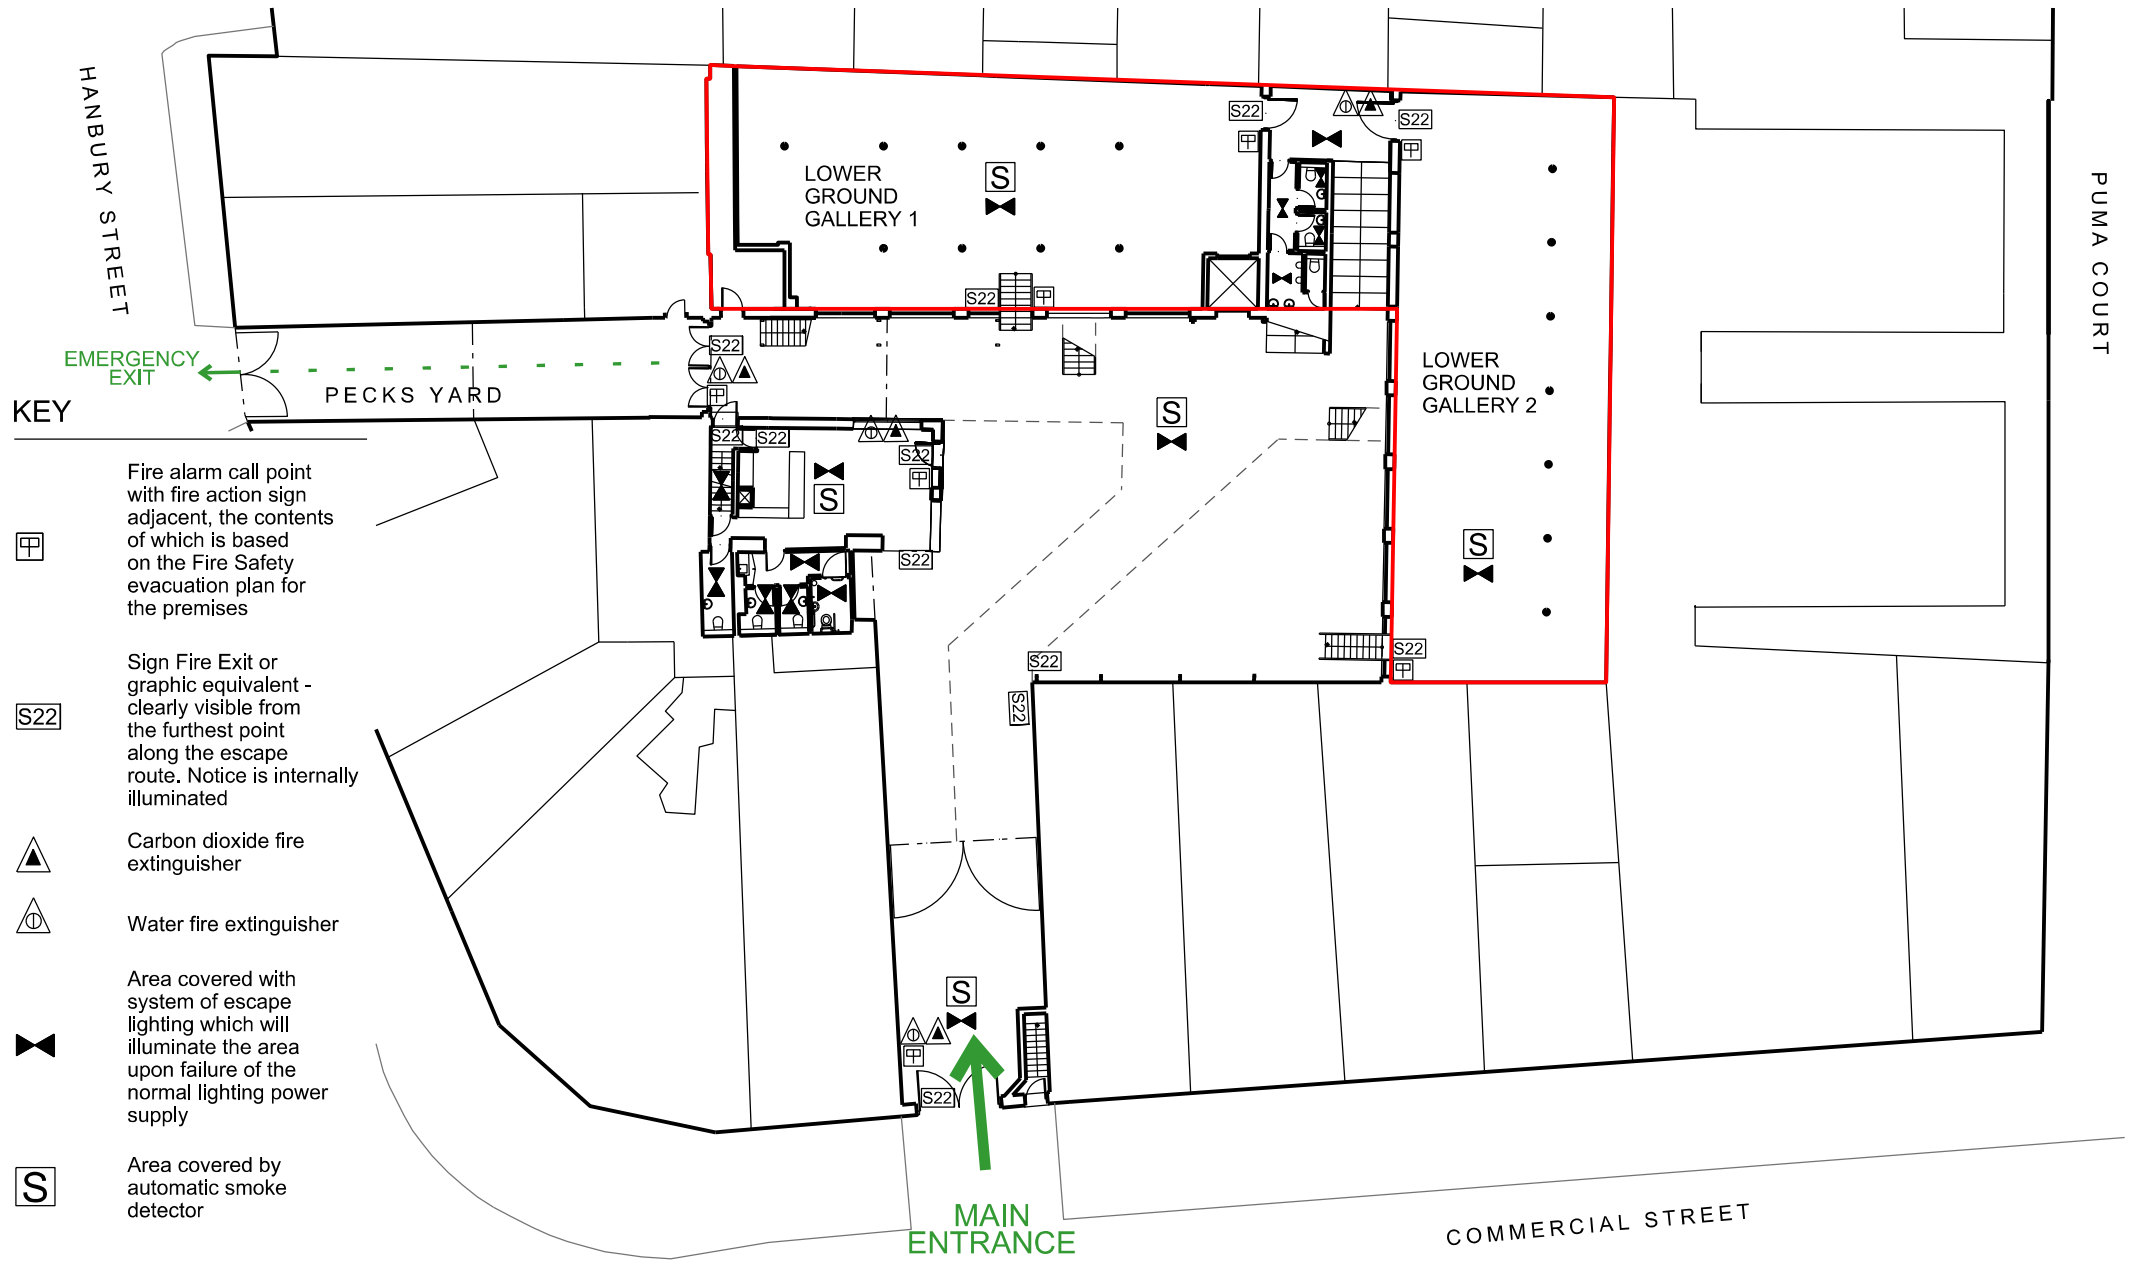 HANBURY STREET
EMERGENCY
EXIT
PECKS YARD
KEY
Fire alarm call point
with fire action sign
adjacent, the contents
of which is based
on the Fire Safety
evacuation plan for
the premises
S22
Sign Fire Exit or
graphic equivalent -
clearly visible from
the furthest point
along the escape
route. Notice is internally
illuminated
Carbon dioxide fire
extinguisher
Water fire extinguisher
Area covered with
system of escape
lighting which will
illuminate the area
upon failure of the
normal lighting power
supply
S
Area covered by
automatic smoke
detector
LOWER
GROUND
GALLERY 1
S
S22
S22
S22
S22
S22
S22
S22
S
S22
S
LOWER
GROUND
GALLERY 2
S
S22
S22
S22
S
S22
MAIN
ENTRANCE
PUMA COURT
COMMERCIAL STREET